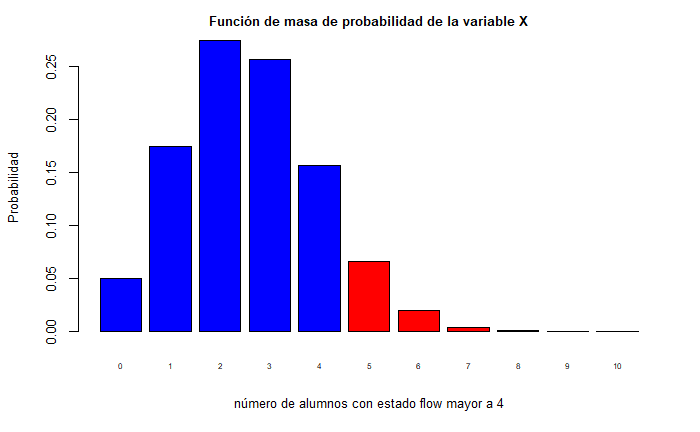 Función de masa de probabilidad de la variable X
Probabilidad
0.25
0.20
0.15
0.10
0.05
0.00
0 1 2 3 4 5 6 7 8 9 10
número de alumnos con estado flow mayor a 4